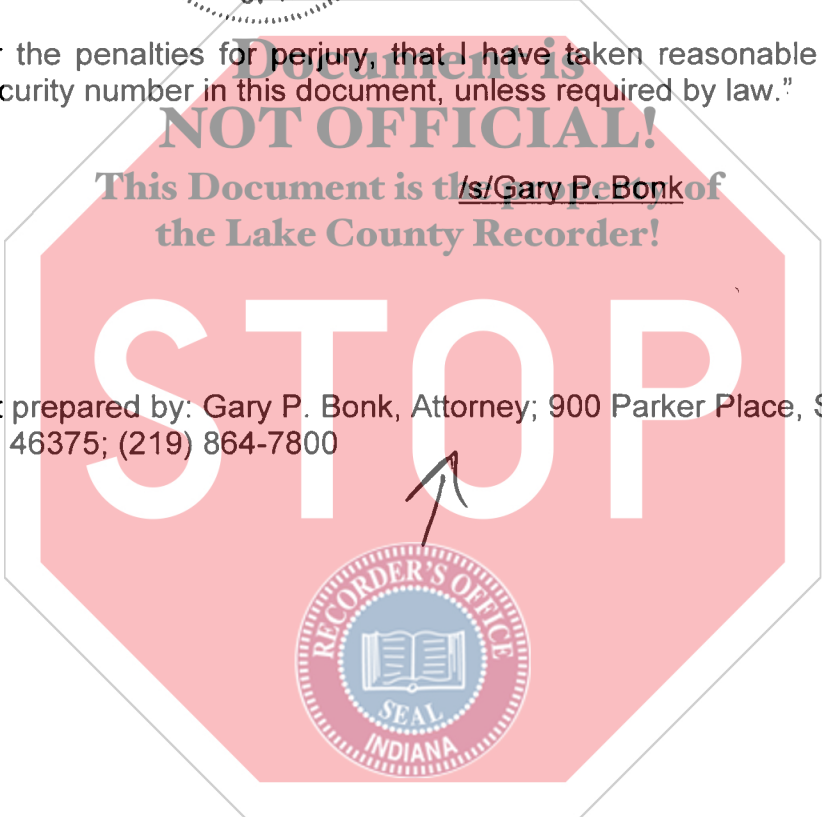 the penalties for perjury, that I have taken reasonable
curity number in this document, unless required by law."
Document is
NOT OFFICIAL!
This Document is the property of
the Lake County Recorder!
/s/Gary P. Bonk
STOP
prepared by: Gary P. Bonk, Attorney; 900 Parker Place, S
46375; (219) 864-7800
RECORDER'S OFFICE
SEAL
INDIANA